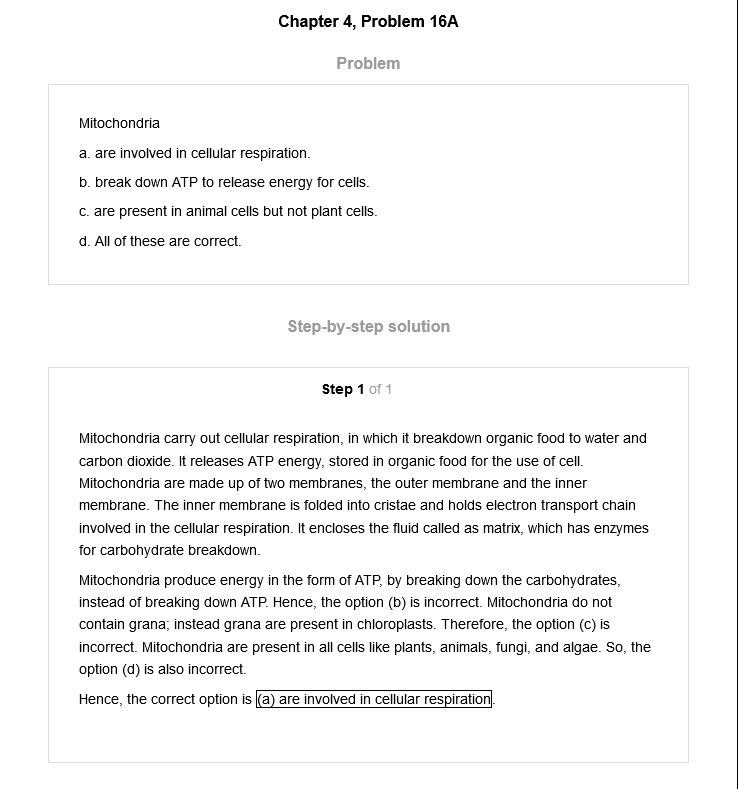 Chapter 4, Problem 16A
Problem
Mitochondria
a. are involved in cellular respiration.
b. break down ATP to release energy for cells.
c. are present in animal cells but not plant cells.
d. All of these are correct.
Step-by-step solution
Step 1 of 1
Mitochondria carry out cellular respiration, in which it breakdown organic food to water and
carbon dioxide. It releases ATP energy, stored in organic food for the use of cell.
Mitochondria are made up of two membranes, the outer membrane and the inner
membrane. The inner membrane is folded into cristae and holds electron transport chain
involved in the cellular respiration. It encloses the fluid called as matrix, which has enzymes
for carbohydrate breakdown.
Mitochondria produce energy in the form of ATP, by breaking down the carbohydrates,
instead of breaking down ATP. Hence, the option (b) is incorrect. Mitochondria do not
contain grana; instead grana are present in chloroplasts. Therefore, the option (c) is
incorrect. Mitochondria are present in all cells like plants, animals, fungi, and algae. So, the
option (d) is also incorrect.
Hence, the correct option is (a) are involved in cellular respiration.